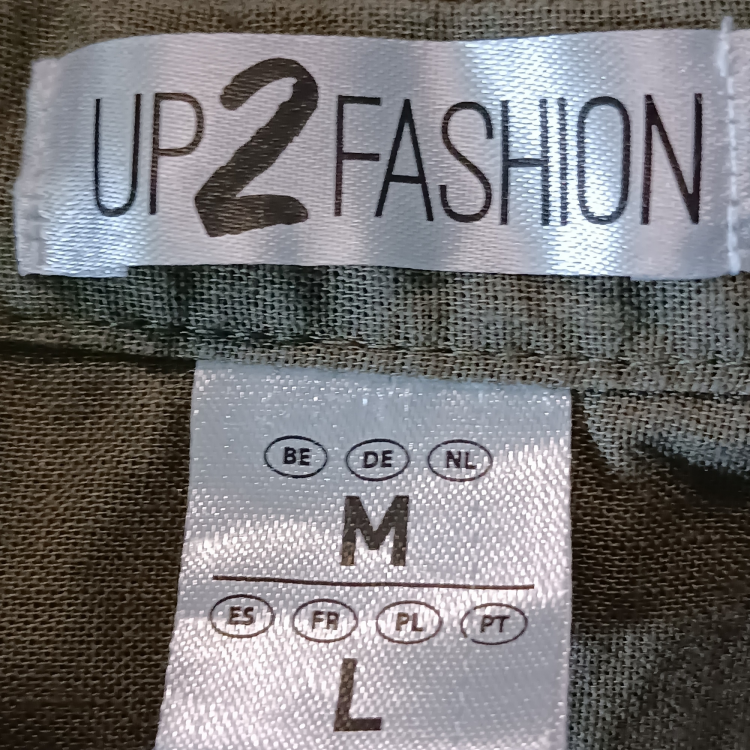 UP2FASHION
BE DE NL
M
ES FR PL PT
L